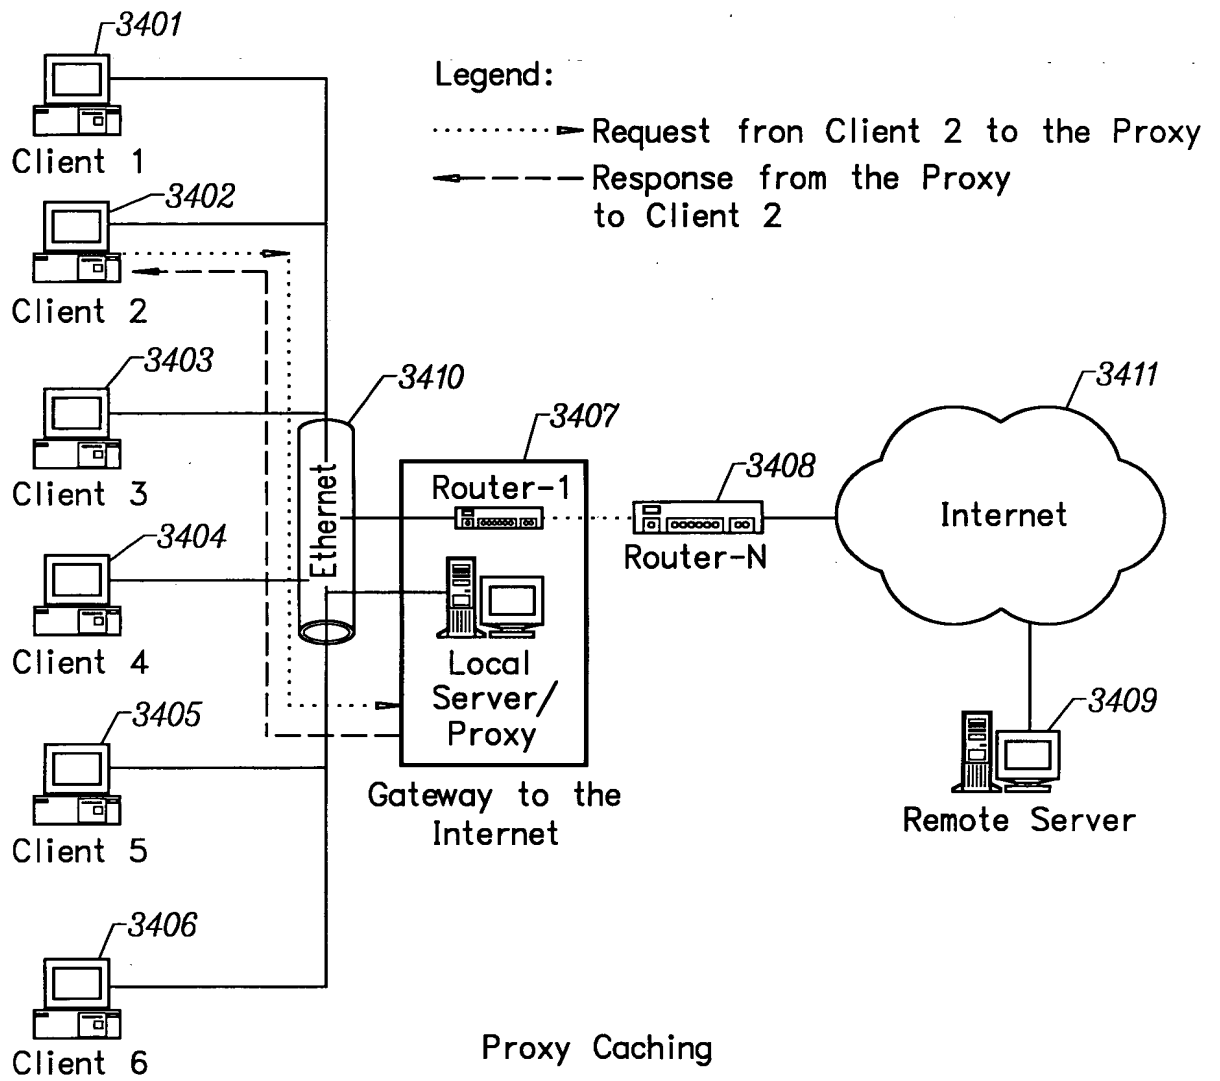 3401
Client 1
Legend:
Request fron Client 2 to the Proxy
Response from the Proxy
to Client 2
3402
Client 2
3403
Client 3
3410
Ethernet
3407
Router-1
3408
Router-N
3411
Internet
3404
Client 4
Local
Server/
Proxy
Gateway to the
Internet
3409
Remote Server
3405
Client 5
3406
Client 6
Proxy Caching